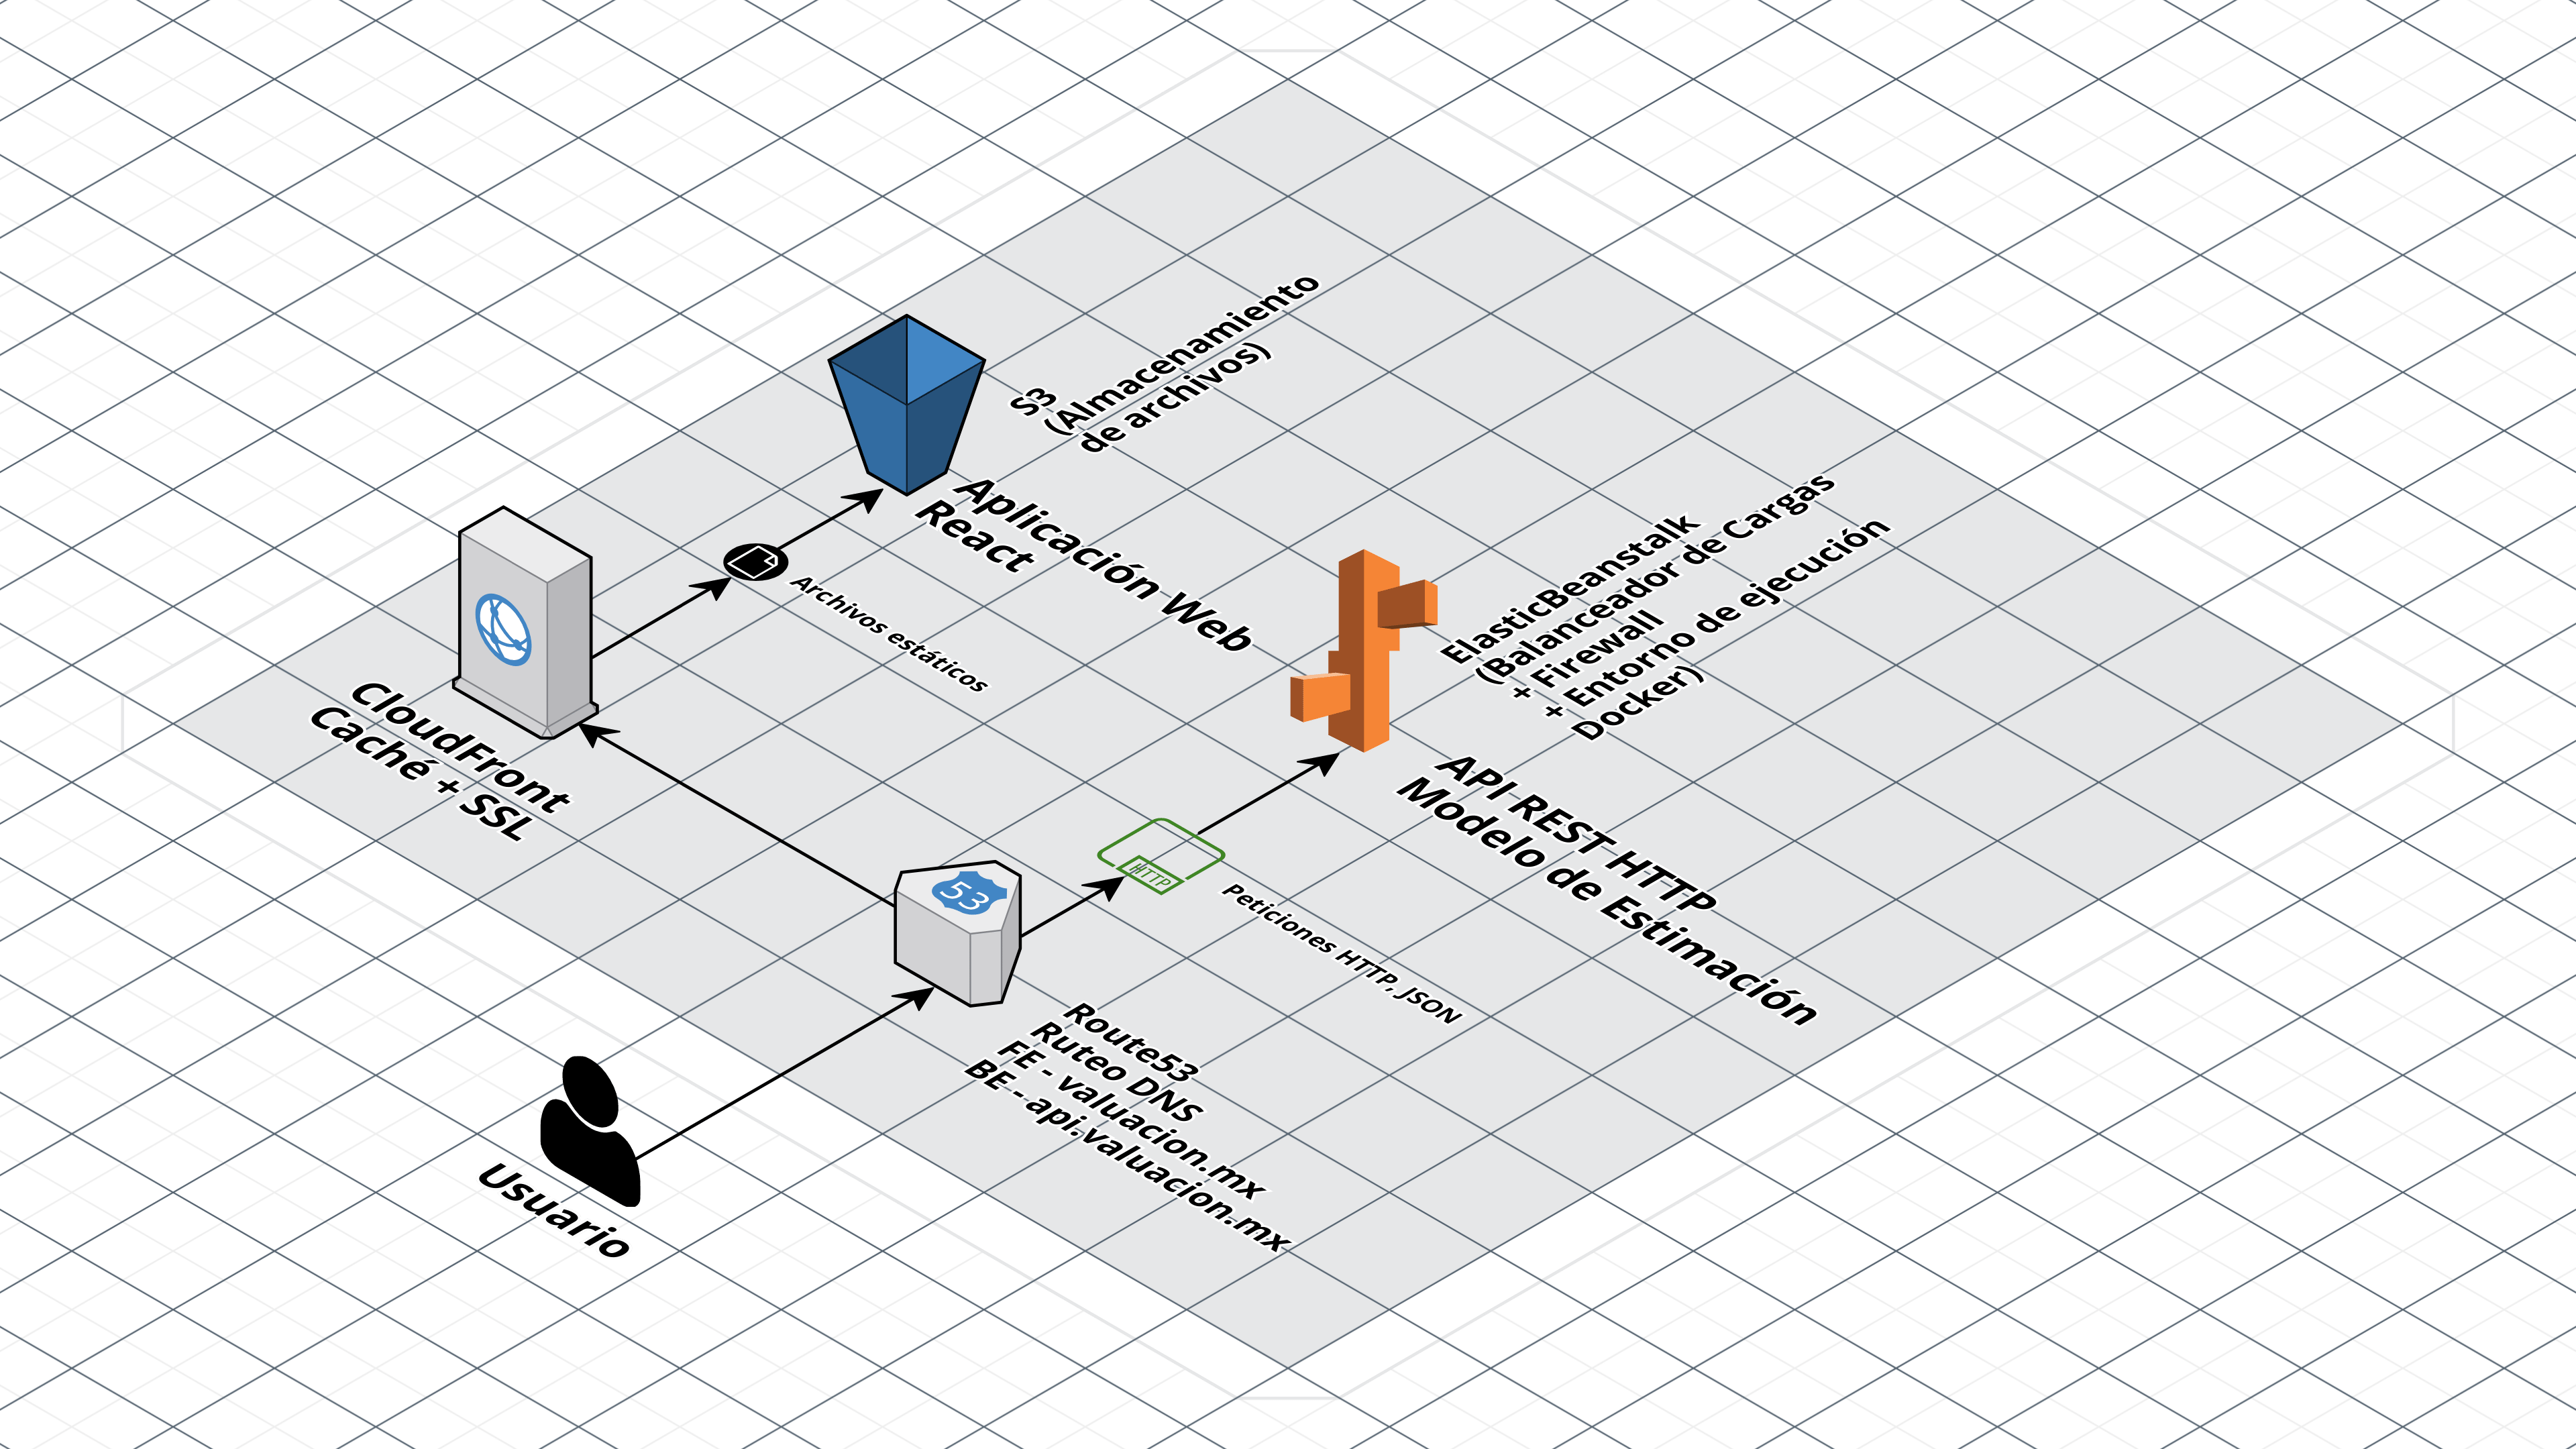 S3
(Almacenamiento
de archivos)
Aplicación Web
React
Archivos estáticos
CloudFront
Caché + SSL
ElasticBeanstalk
(Balanceador de Cargas
+ Firewall
+ Entorno de ejecución
Docker)
API REST HTTP
Modelo de Estimación
HTTP
Peticiones HTTP, JSON
53
Route53
Ruteo DNS
FE - valuacion.mx
BE - api.valuacion.mx
Usuario